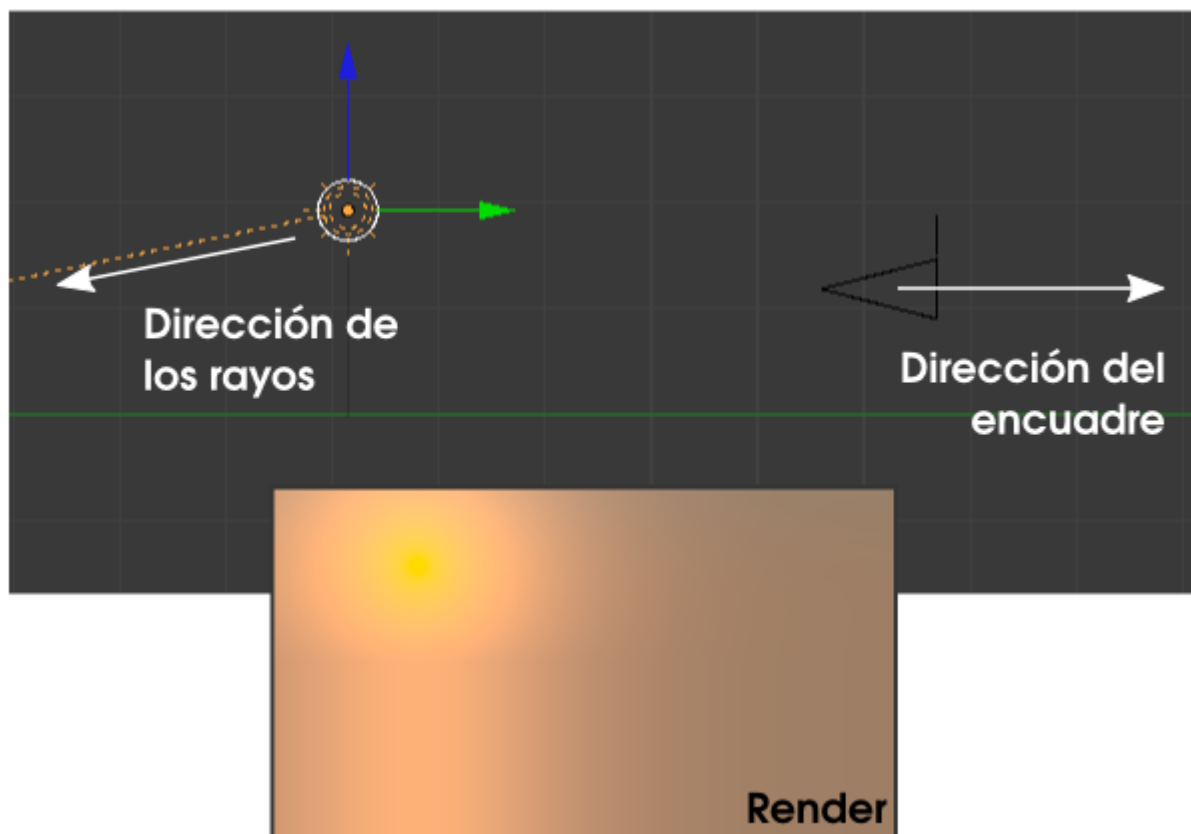 Dirección de
los rayos
Dirección del
encuadre
Render